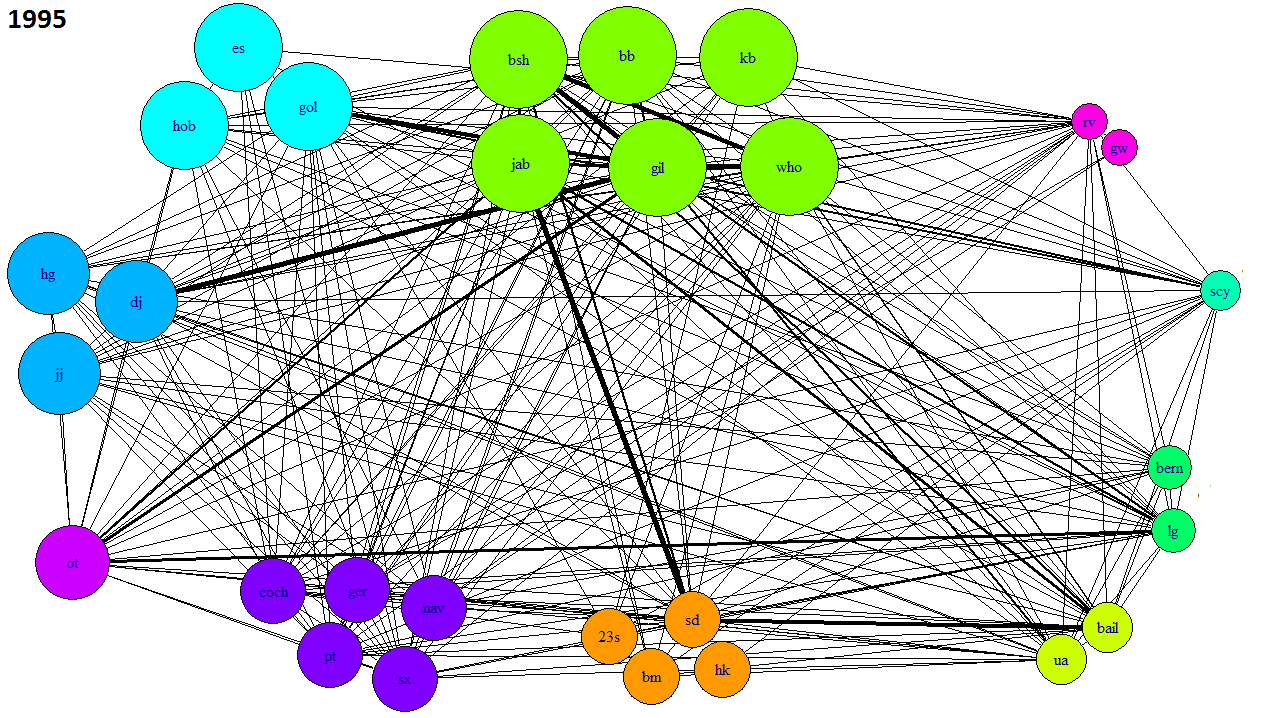 1995
es
bsh
bb
kb
gol
hob
rv
gw
jab
gil
who
hg
dj
scy
jj
bern
lg
ot
coch
ger
nav
23s
sd
bail
pt
sx
bm
hk
ua